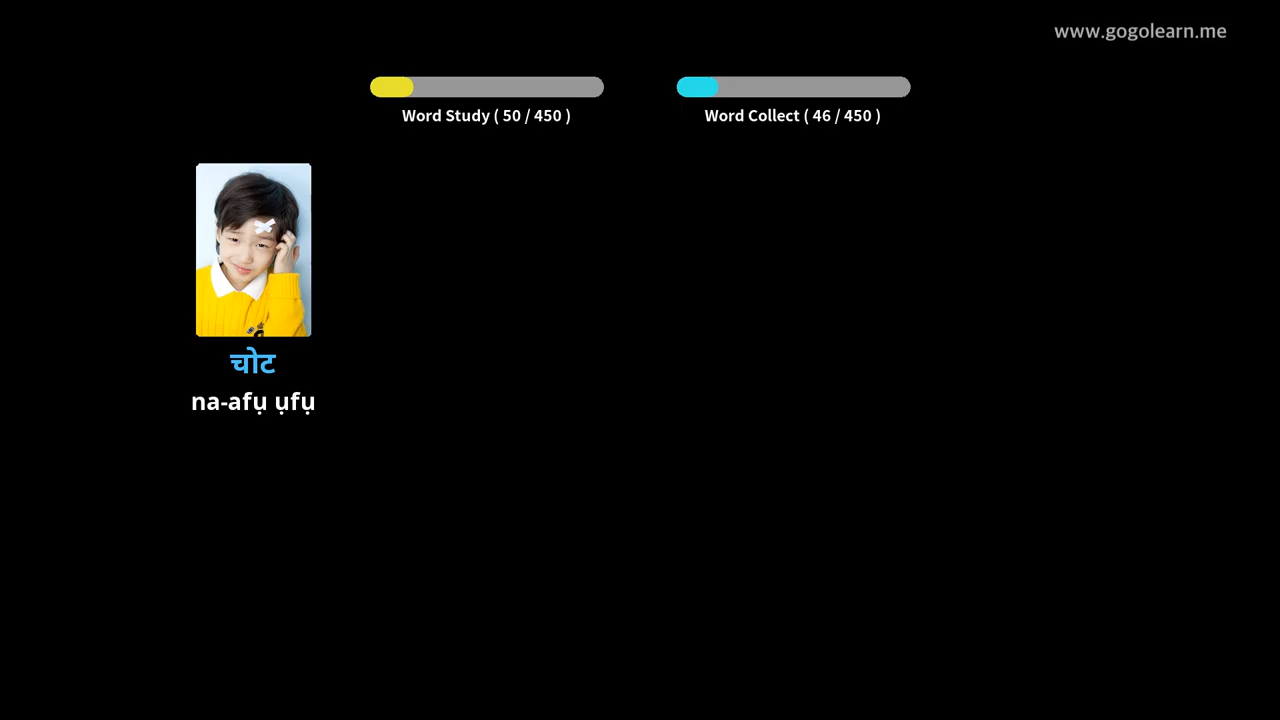 www.gogolearn.me
Word Study ( 50 / 450 )
Word Collect ( 46 / 450 )
चोट
na-afụ ụfụ